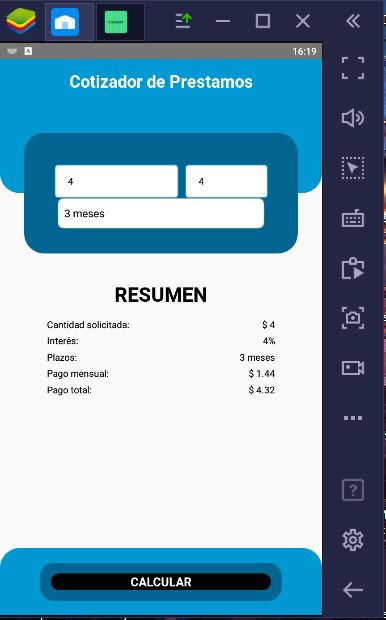 Cotizador
A
16:19
Cotizador de Prestamos
4 4
3 meses
RESUMEN
Cantidad solicitada: $ 4
Interés: 4%
Plazos: 3 meses
Pago mensual: $ 1.44
Pago total: $ 4.32
CALCULAR